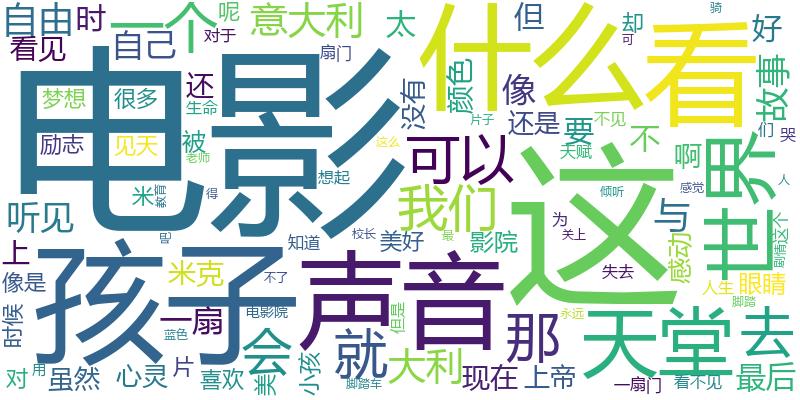 自由
时
一个
呢
意大利
太
但
却
可
骑
好
看见
自己
对于
扇门
什么
看
电影
梦想
很多
还
没有
颜色
像
故事
励志
见天
被
生命
老师
片子
还是
要
不见
不
们
哭
这么
可以
天赋
啊
世界
听见
米
教育
得
想起
我们
这
倾听
感觉
与
人
上
孩子
声音
知道
校长
美好
最
影院
为
关上
感动
这个
剧情
像是
米克
一扇
呢
不了
失去
人生
眼睛
时候
片
蓝色
会
电影院
就
但是
那
永远
天堂
脚踏
去
对
用
虽然
心灵
喜欢
美
小孩
脚踏车
大利
现在
上帝
一扇门
看不见
最后